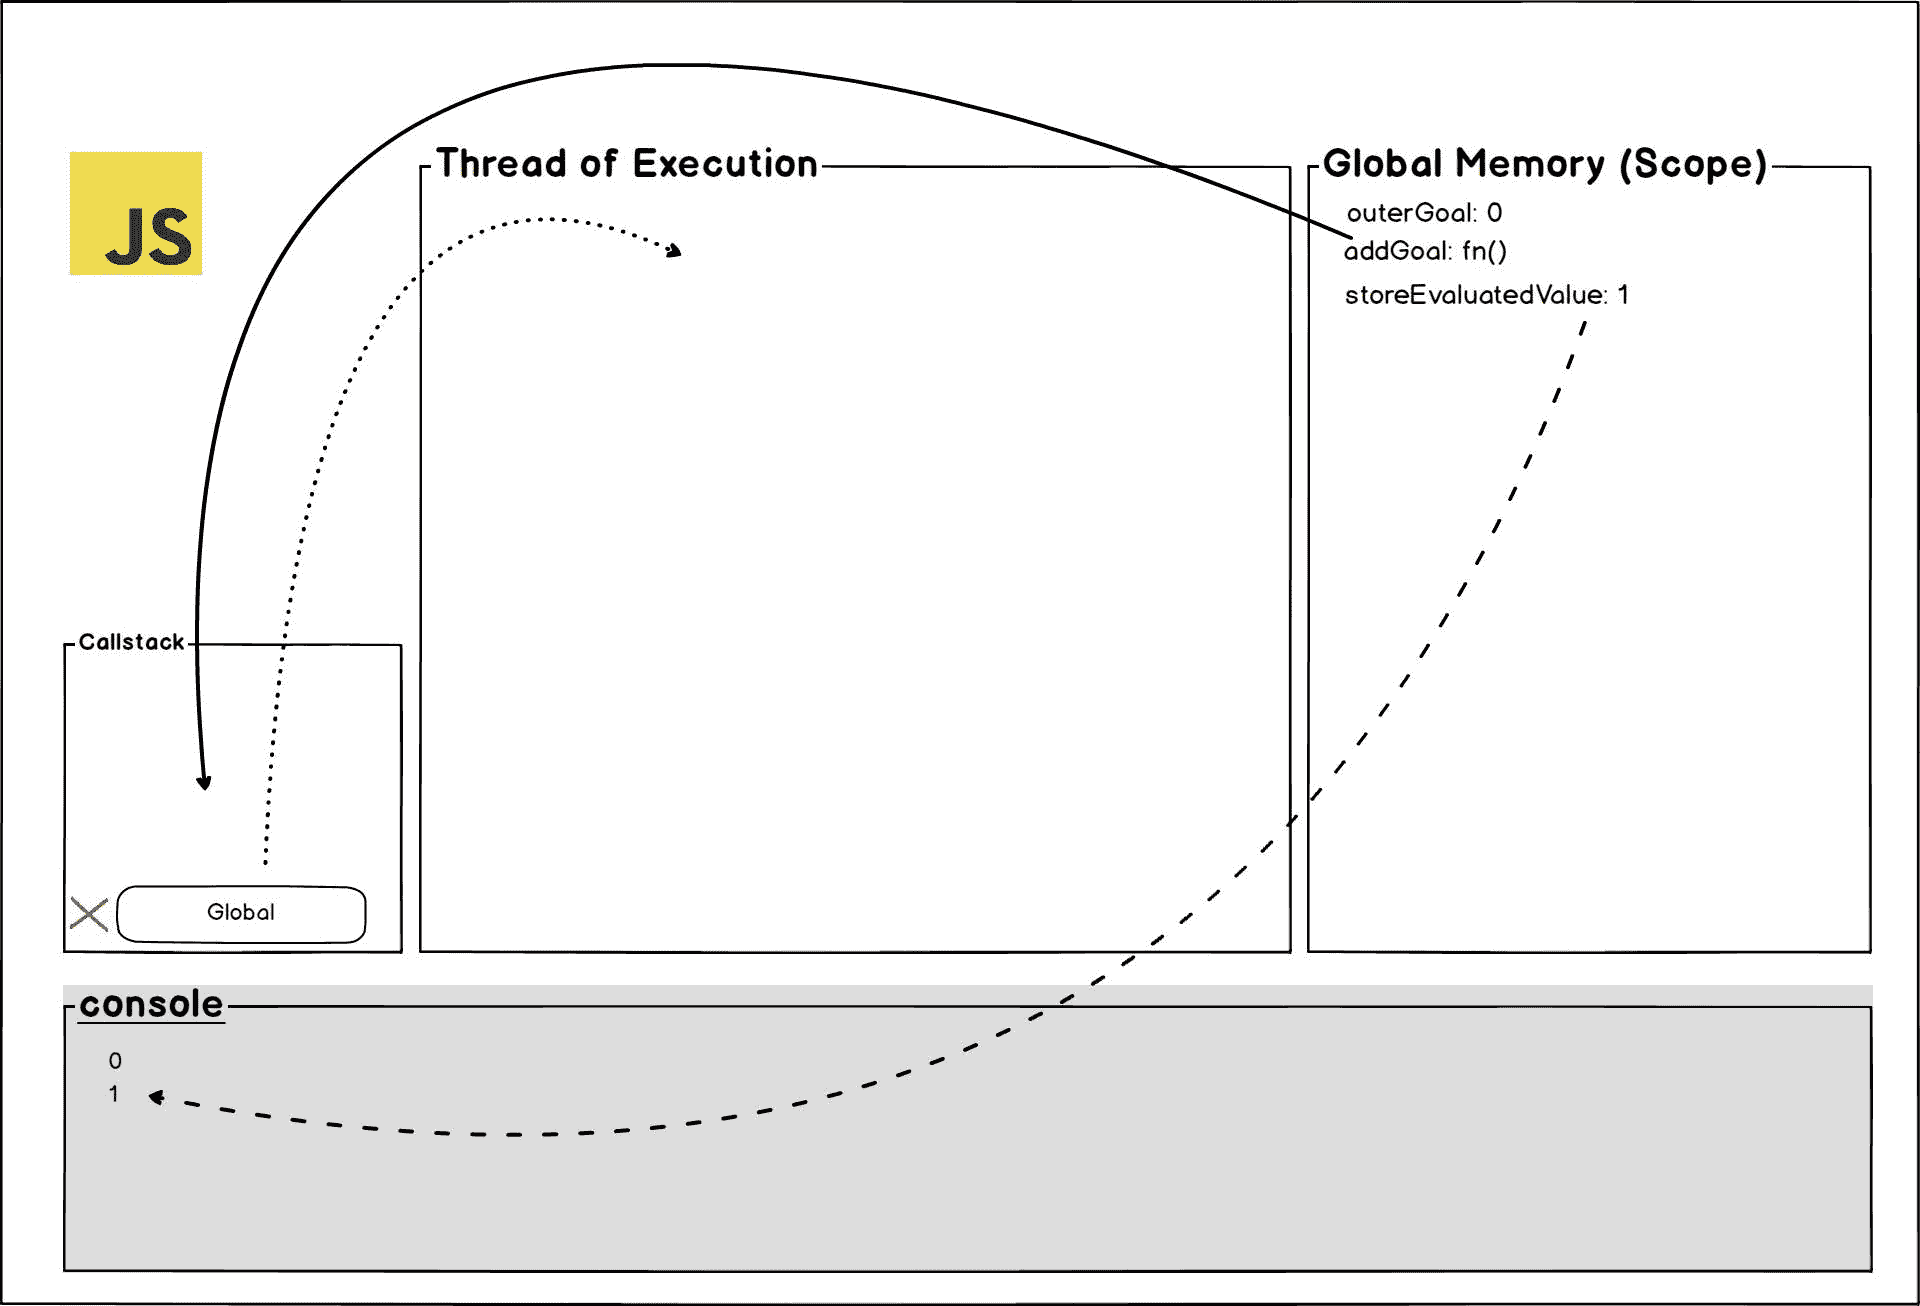 JS
Thread of Execution
Global Memory (Scope)
outerGoal: 0
addGoal: fn()
storeEvaluatedValue: 1
Callstack
Global
console
0
1